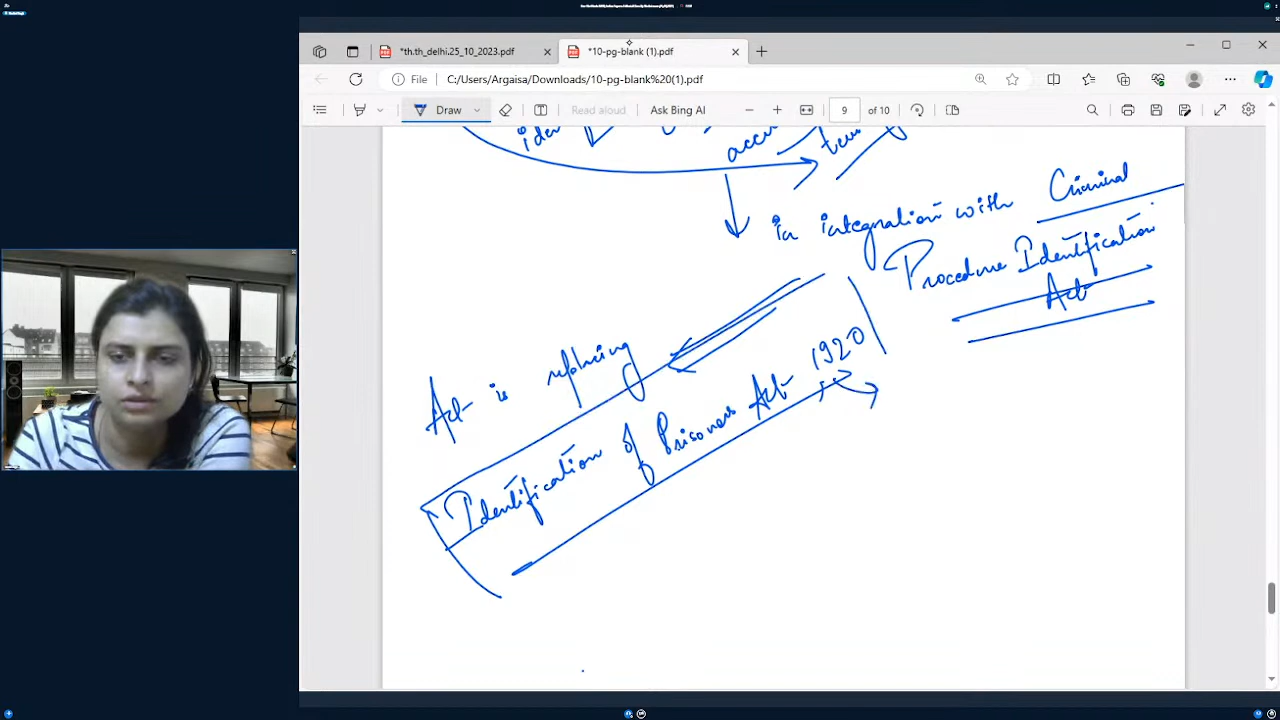 *th.th_delhi.25_10_2023.pdf
*10-pg-blank (1).pdf
File
C:/Users/Argaisa/Downloads/10-pg-blank%20(1).pdf
Draw
Read aloud
Ask Bing AI
9 of 10
in integration with Criminal
Procedure Identification
Act
Act is replacing
Identification of Prisoners Act 1920